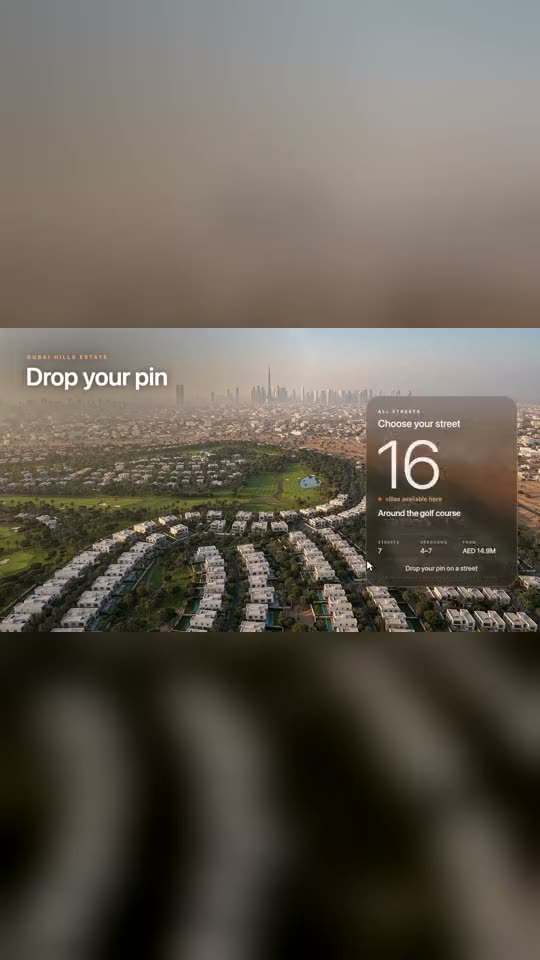 DUBAI HILLS ESTATE
Drop your pin
ALL STREETS
Choose your street
16
villas available here
Around the golf course
STREETS
BEDROOMS
FROM
7
4–7
AED 14.9M
Drop your pin on a street